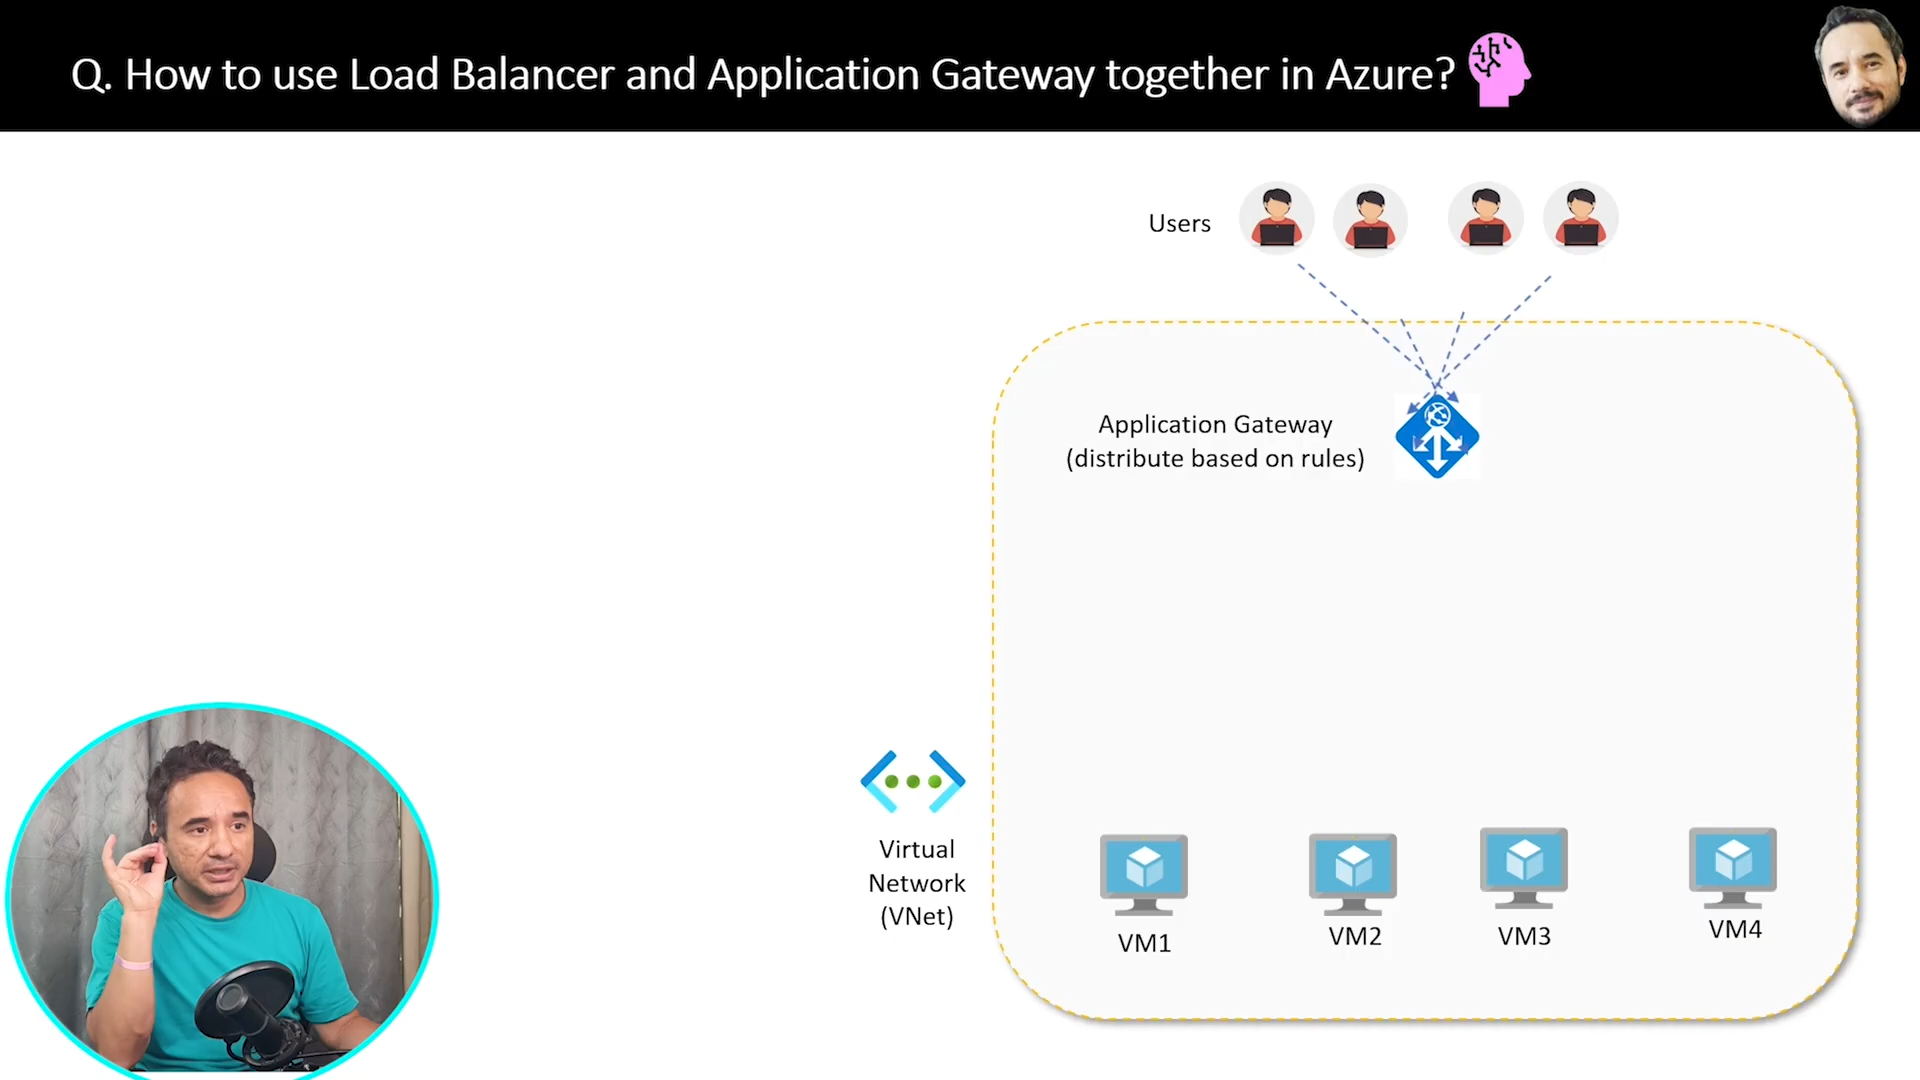 Q. How to use Load Balancer and Application Gateway together in Azure?
Users
Application Gateway
(distribute based on rules)
Virtual
Network
(VNet)
VM1
VM2
VM3
VM4